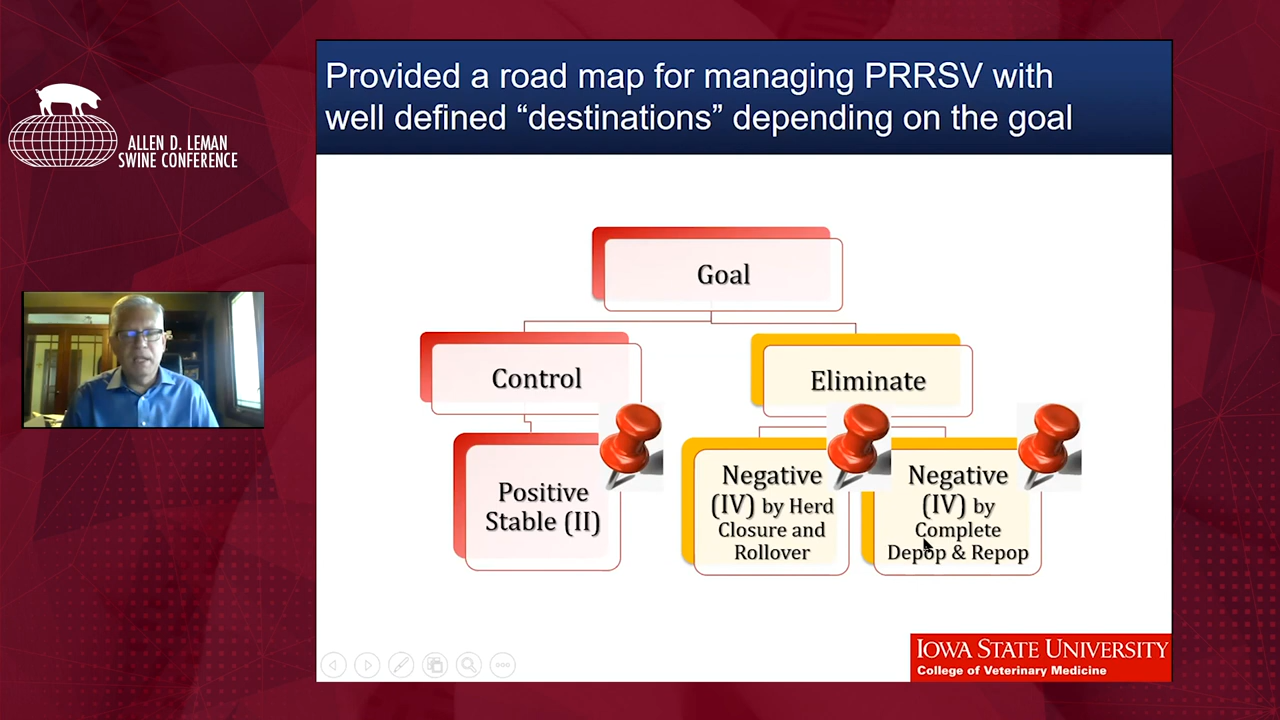 ALLEN D. LEMAN
SWINE CONFERENCE
Provided a road map for managing PRRSV with
well defined “destinations” depending on the goal
Goal
Control
Eliminate
Positive
Stable (II)
Negative
(IV) by Herd
Closure and
Rollover
Negative
(IV) by
Complete
Depop & Repop
IOWA STATE UNIVERSITY
College of Veterinary Medicine